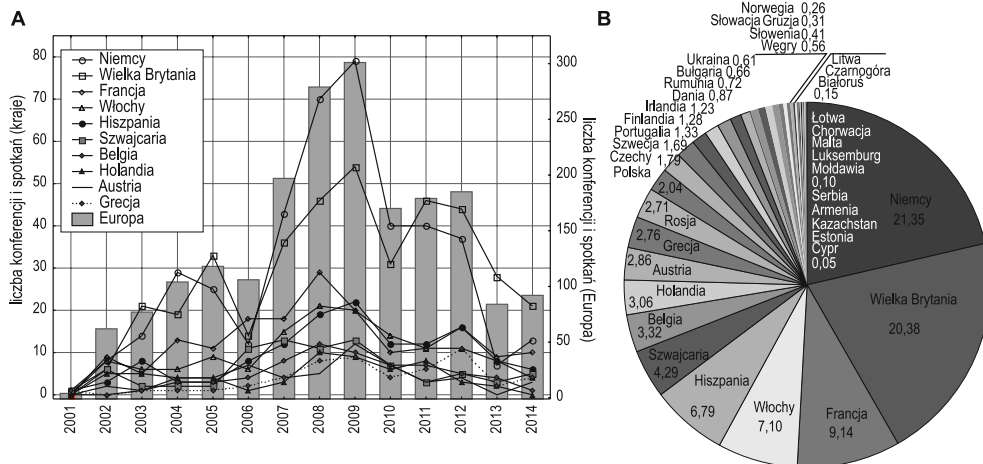 A
liczba konferencji i spotkań (kraje)
80
70
60
50
40
30
20
10
0
Niemcy
Wielka Brytania
Francja
Włochy
Hiszpania
Szwajcaria
Belgia
Holandia
Austria
Grecja
Europa
300
250
200
150
100
50
0
liczba konferencji i spotkań (Europa)
2001
2002
2003
2004
2005
2006
2007
2008
2009
2010
2011
2012
2013
2014
B
Norwegia 0,26
Słowacja Gruzja 0,31
Słowenia 0,41
Węgry 0,56
Ukraina 0,61
Bułgaria 0,66
Rumunia 0,72
Dania 0,87
Irlandia 1,23
Finlandia 1,28
Portugalia 1,33
Szwecja 1,69
Czechy 1,79
Polska
2,04
2,71
Rosja
2,76
Grecja
2,86
Austria
3,06
Holandia
Belgia
3,32
Szwajcaria
4,29
Hiszpania
6,79
Włochy
7,10
Francja
9,14
Wielka Brytania
20,38
Niemcy
21,35
Litwa
Czarnogóra
Białoruś
0,15
Łotwa
Chorwacja
Malta
Luksemburg
Mołdawia
0,10
Serbia
Armenia
Kazachstan
Estonia
Cypr
0,05